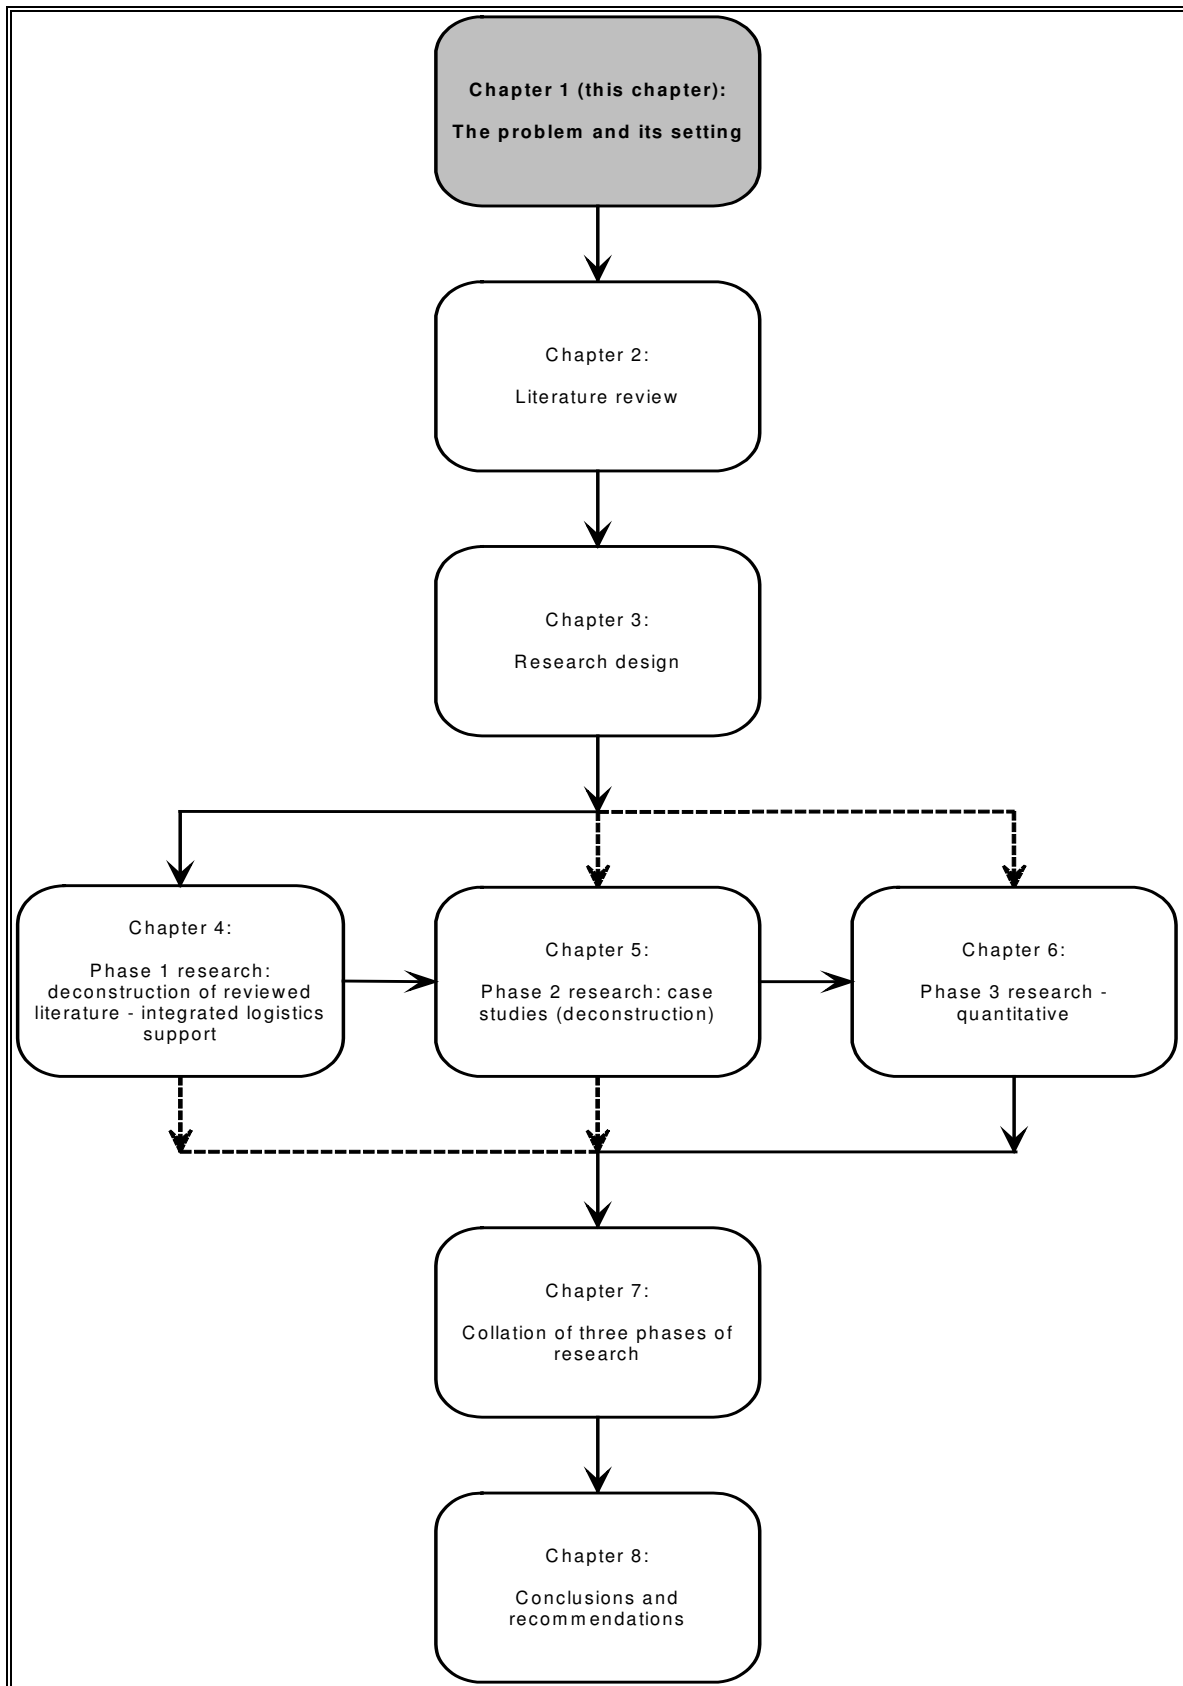 Chapter 1 (this chapter):
The problem and its setting
Chapter 2:
Literature review
Chapter 3:
Research design
Chapter 4:
Phase 1 research:
deconstruction of reviewed
literature - integrated logistics
support
Chapter 5:
Phase 2 research: case
studies (deconstruction)
Chapter 6:
Phase 3 research -
quantitative
Chapter 7:
Collation of three phases of
research
Chapter 8:
Conclusions and
recommendations